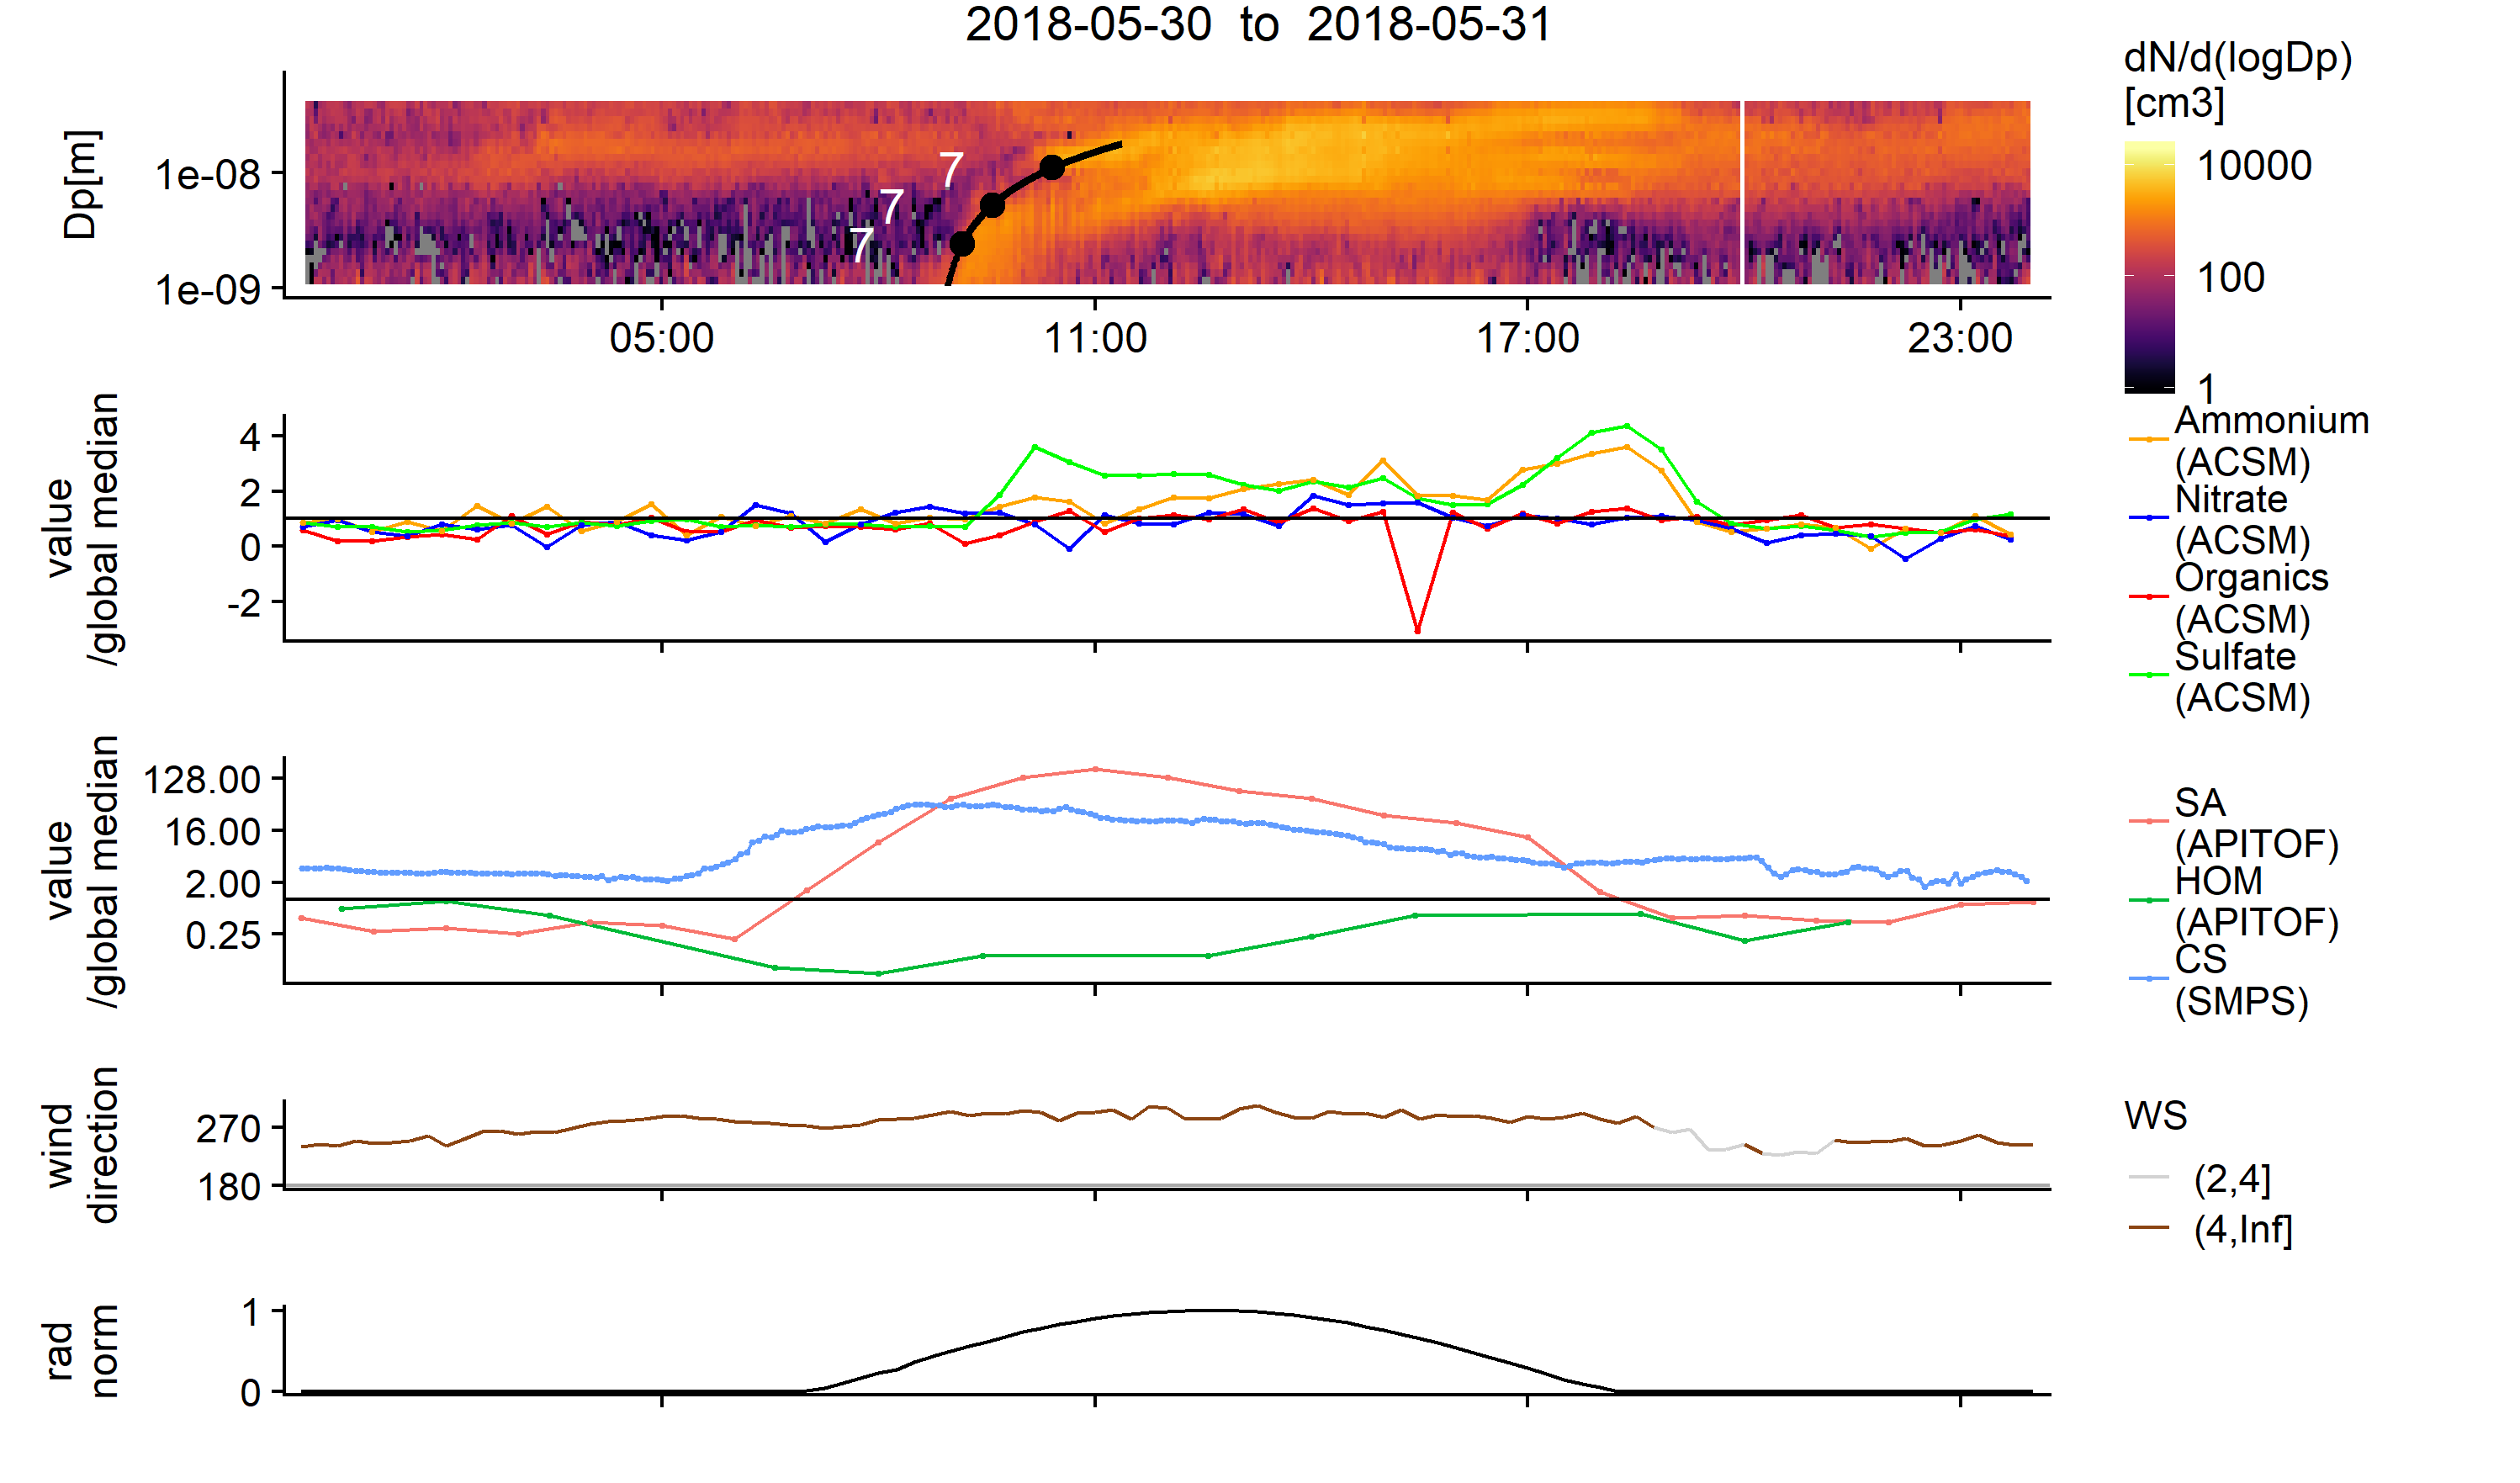 2018-05-30 to 2018-05-31
Dp[m]
1e-08
1e-09
7
7
7
05:00
11:00
17:00
23:00
dN/d(logDp)
[cm3]
10000
100
1
value
/global median
4
2
0
-2
Ammonium
(ACSM)
Nitrate
(ACSM)
Organics
(ACSM)
Sulfate
(ACSM)
value
/global median
128.00
16.00
2.00
0.25
SA
(APITOF)
HOM
(APITOF)
CS
(SMPS)
wind
direction
270
180
WS
(2,4]
(4,Inf]
rad
norm
1
0